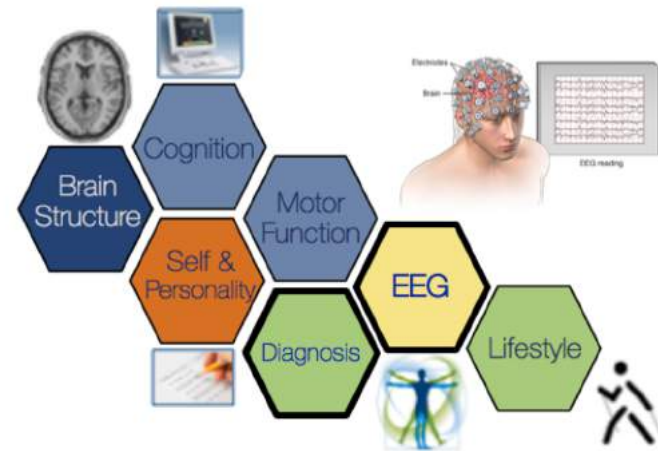 Electrodes
Brain
EEG reading
Cognition
Brain
Structure
Motor
Function
Self &
Personality
EEG
Diagnosis
Lifestyle